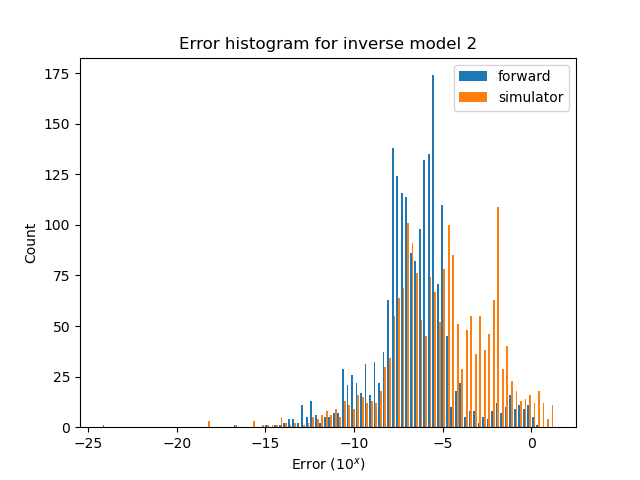 Error histogram for inverse model 2
forward
simulator
175
150
125
100
75
50
25
0
Count
−25
−20
−15
−10
−5
0
Error (10ˣ)